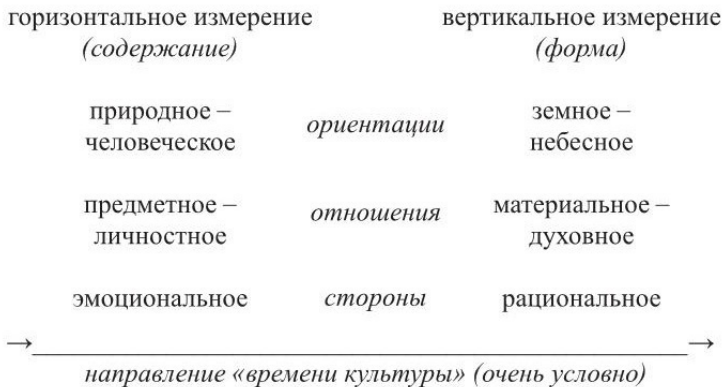 горизонтальное измерение вертикальное измерение
(содержание) (форма)
природное – ориентации земное –
человеческое небесное
предметное – отношения материальное –
личностное духовное
эмоциональное стороны рациональное
→ →
направление «времени культуры» (очень условно)